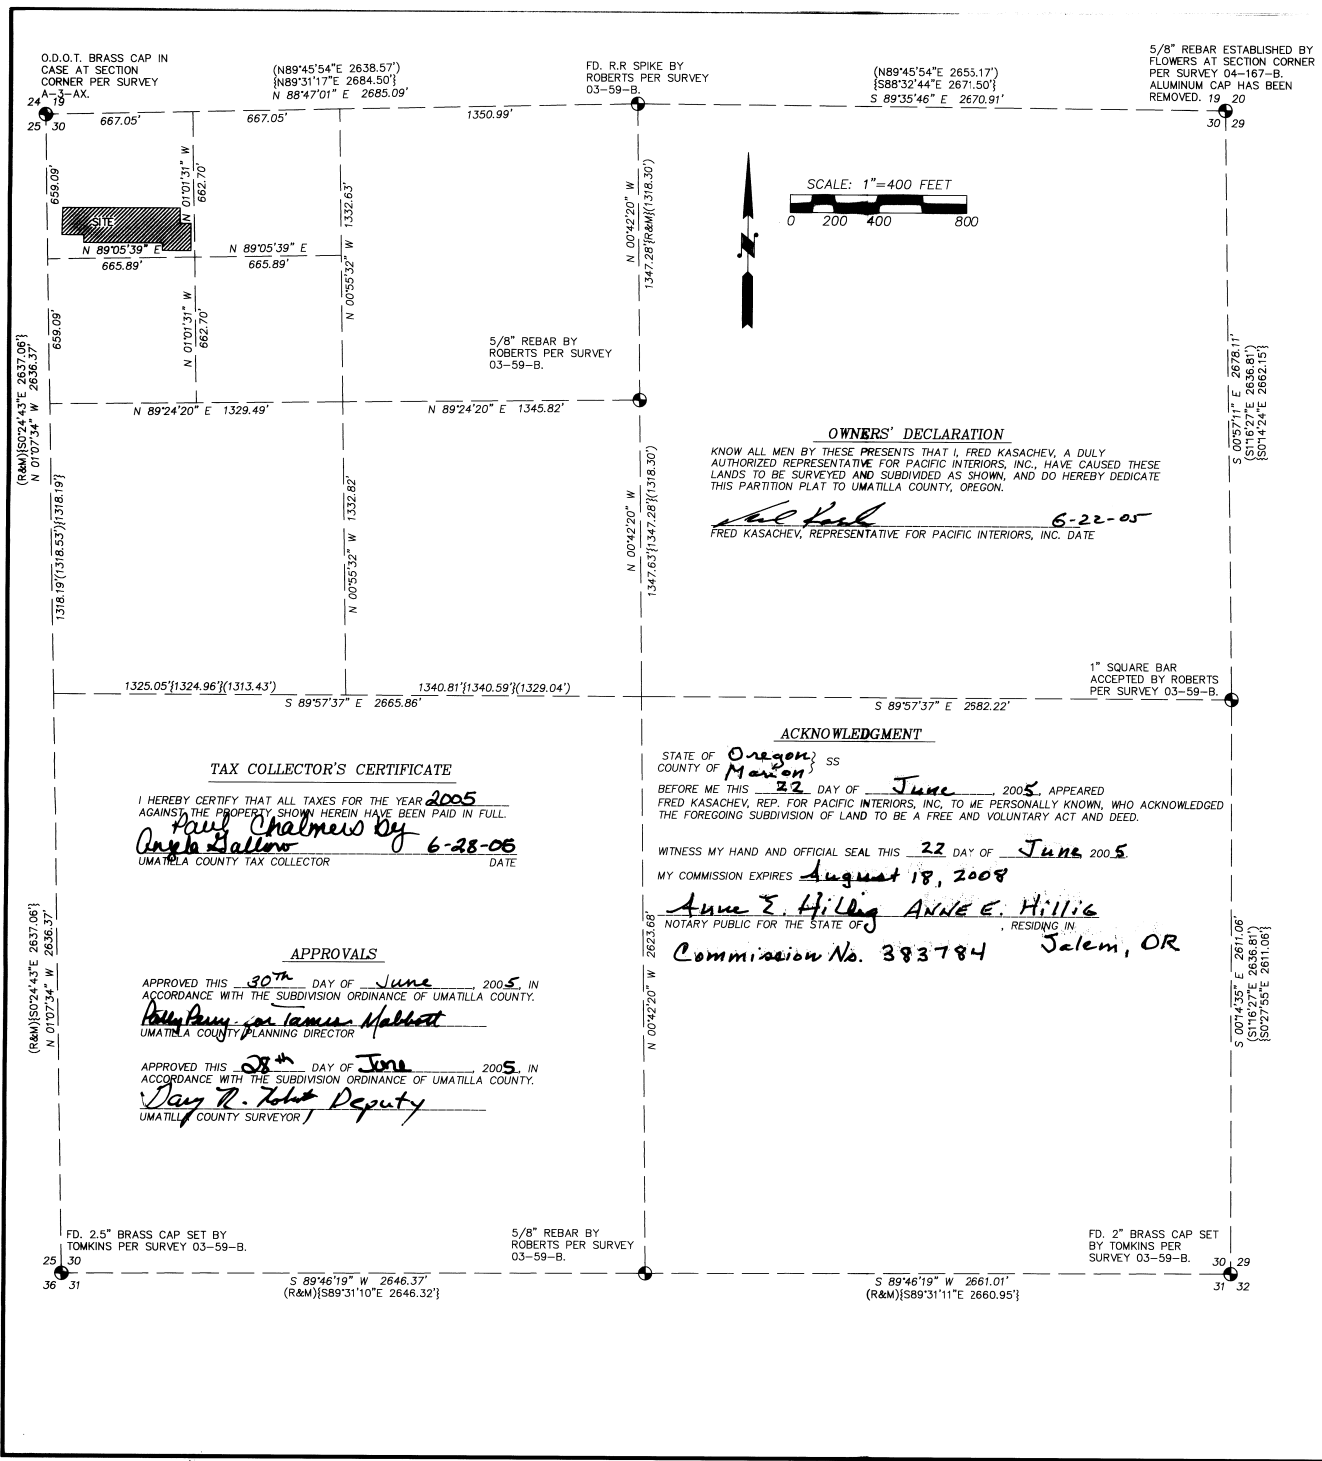 O.D.O.T. BRASS CAP IN
CASE AT SECTION
CORNER PER SURVEY
A-3-AX.
24 19
25 30
(N89°45'54"E 2638.57')
{N89°31'17"E 2684.50'}
N 88°47'01" E 2685.09'
667.05'
667.05'
1350.99'
FD. R.R SPIKE BY
ROBERTS PER SURVEY
03-59-B.
(N89°45'54"E 2655.17')
{S88°32'44"E 2671.50'}
S 89°35'46" E 2670.91'
5/8" REBAR ESTABLISHED BY
FLOWERS AT SECTION CORNER
PER SURVEY 04-167-B.
ALUMINUM CAP HAS BEEN
REMOVED. 19 20
30 29
659.09'
N 01°01'31" W
662.70'
N 00°55'32" W 1332.63'
N 00°42'20" W
1347.28'{R&M}(1318.30')
SITE
N 89°05'39" E
665.89'
N 89°05'39" E
665.89'
659.09'
N 01°01'31" W
662.70'
N
SCALE: 1"=400 FEET
0 200 400 800
5/8" REBAR BY
ROBERTS PER SURVEY
03-59-B.
(R&M){S0°24'43"E 2637.06'}
N 01°07'34" W 2636.37'
N 89°24'20" E 1329.49'
N 89°24'20" E 1345.82'
S 00°57'11" E 2678.11'
(S1°16'27"E 2636.81')
{S0°14'24"E 2662.15'}
OWNERS' DECLARATION
KNOW ALL MEN BY THESE PRESENTS THAT I, FRED KASACHEV, A DULY
AUTHORIZED REPRESENTATIVE FOR PACIFIC INTERIORS, INC., HAVE CAUSED THESE
LANDS TO BE SURVEYED AND SUBDIVIDED AS SHOWN, AND DO HEREBY DEDICATE
THIS PARTITION PLAT TO UMATILLA COUNTY, OREGON.
6-22-05
FRED KASACHEV, REPRESENTATIVE FOR PACIFIC INTERIORS, INC. DATE
1318.19'(1318.53'){1318.19'}
N 00°55'32" W 1332.82'
N 00°42'20" W
1347.63'{1347.28'}(1318.30')
1325.05'{1324.96'}(1313.43')
1340.81'{1340.59'}(1329.04')
S 89°57'37" E 2665.86'
1" SQUARE BAR
ACCEPTED BY ROBERTS
PER SURVEY 03-59-B.
S 89°57'37" E 2582.22'
TAX COLLECTOR'S CERTIFICATE
I HEREBY CERTIFY THAT ALL TAXES FOR THE YEAR 2005
AGAINST THE PROPERTY SHOWN HEREIN HAVE BEEN PAID IN FULL.
Paul Chalmers by
Angela Gallow 6-28-05
UMATILLA COUNTY TAX COLLECTOR DATE
ACKNOWLEDGMENT
STATE OF Oregon } SS
COUNTY OF Marion
BEFORE ME THIS 22 DAY OF June, 2005, APPEARED
FRED KASACHEV, REP. FOR PACIFIC INTERIORS, INC, TO ME PERSONALLY KNOWN, WHO ACKNOWLEDGED
THE FOREGOING SUBDIVISION OF LAND TO BE A FREE AND VOLUNTARY ACT AND DEED.
WITNESS MY HAND AND OFFICIAL SEAL THIS 22 DAY OF June, 2005.
MY COMMISSION EXPIRES August 18, 2008
Anne E. Hillig ANNE E. Hillig
NOTARY PUBLIC FOR THE STATE OF , RESIDING IN
Commission No. 383784 Salem, OR
APPROVALS
APPROVED THIS 30Th DAY OF June, 2005, IN
ACCORDANCE WITH THE SUBDIVISION ORDINANCE OF UMATILLA COUNTY.
Patty Perry for Tamra Mabbott
UMATILLA COUNTY PLANNING DIRECTOR
APPROVED THIS 28th DAY OF June, 2005, IN
ACCORDANCE WITH THE SUBDIVISION ORDINANCE OF UMATILLA COUNTY.
Deputy
UMATILLA COUNTY SURVEYOR
(R&M){S0°24'43"E 2637.06'}
N 01°07'34" W 2636.37'
N 00°42'20" W 2623.68'
S 00°14'35" E 2611.06'
(S1°16'27"E 2636.81')
{S0°27'55"E 2611.06'}
FD. 2.5" BRASS CAP SET BY
TOMKINS PER SURVEY 03-59-B.
25 30
36 31
5/8" REBAR BY
ROBERTS PER SURVEY
03-59-B.
FD. 2" BRASS CAP SET
BY TOMKINS PER
SURVEY 03-59-B.
30 29
31 32
S 89°46'19" W 2646.37'
(R&M){S89°31'10"E 2646.32'}
S 89°46'19" W 2661.01'
(R&M){S89°31'11"E 2660.95'}